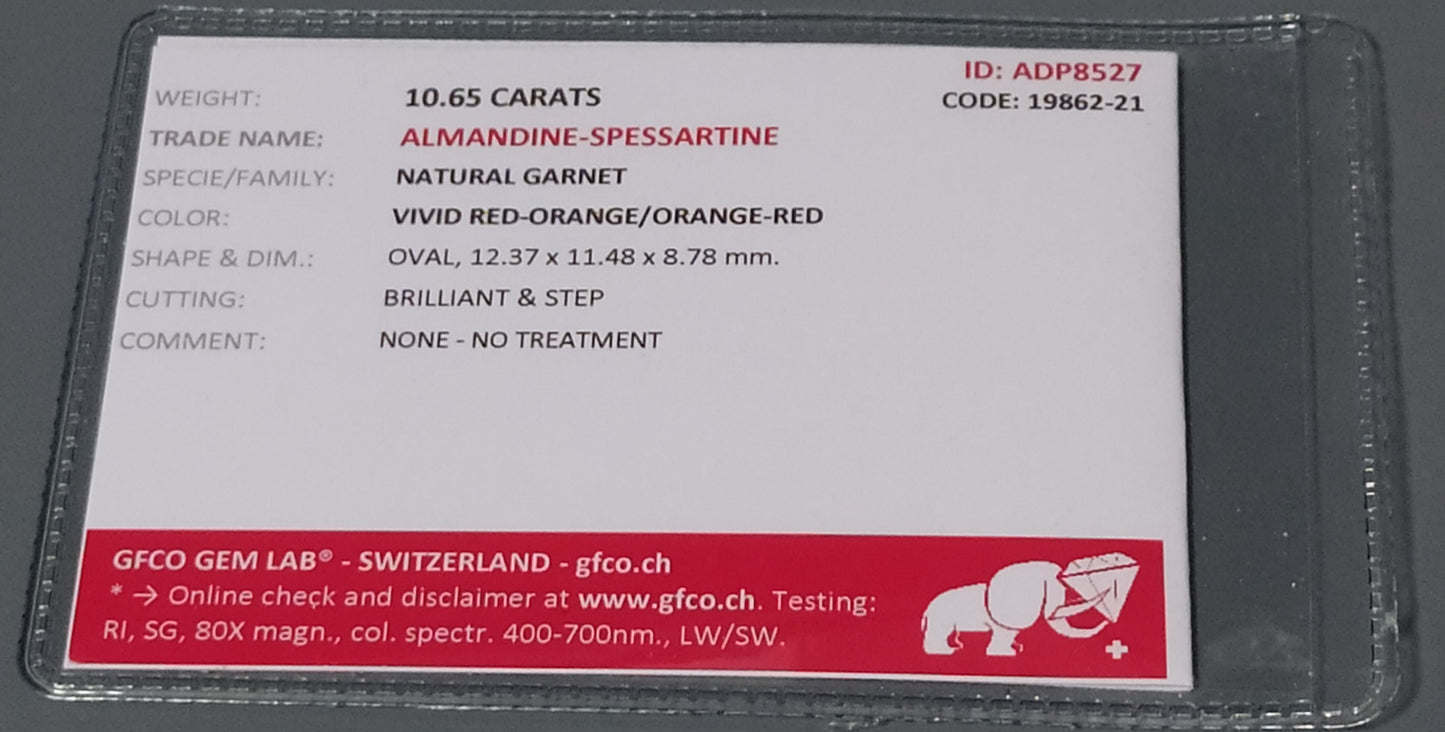 ID: ADP8527
CODE: 19862-21
WEIGHT: 10.65 CARATS
TRADE NAME: ALMANDINE-SPESSARTINE
SPECIE/FAMILY: NATURAL GARNET
COLOR: VIVID RED-ORANGE/ORANGE-RED
SHAPE & DIM.: OVAL, 12.37 x 11.48 x 8.78 mm.
CUTTING: BRILLIANT & STEP
COMMENT: NONE - NO TREATMENT
GFCO GEM LAB® - SWITZERLAND - gfco.ch
* → Online check and disclaimer at www.gfco.ch. Testing:
RI, SG, 80X magn., col. spectr. 400-700nm., LW/SW.